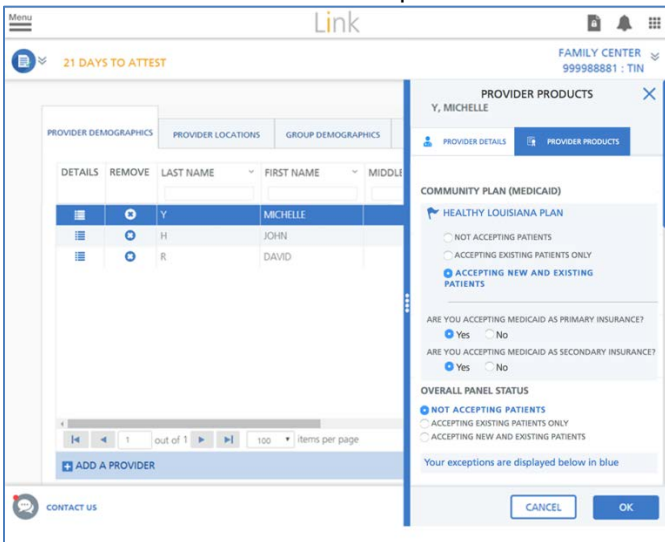 Menu
Link
21 DAYS TO ATTEST
FAMILY CENTER
999988881 : TIN
PROVIDER DEMOGRAPHICS
PROVIDER LOCATIONS
GROUP DEMOGRAPHICS
DETAILS REMOVE LAST NAME FIRST NAME MIDDLE
Y MICHELLE
H JOHN
R DAVID
1 out of 1 100 items per page
ADD A PROVIDER
CONTACT US
PROVIDER PRODUCTS
Y, MICHELLE
PROVIDER DETAILS PROVIDER PRODUCTS
COMMUNITY PLAN (MEDICAID)
HEALTHY LOUISIANA PLAN
NOT ACCEPTING PATIENTS
ACCEPTING EXISTING PATIENTS ONLY
ACCEPTING NEW AND EXISTING
PATIENTS
ARE YOU ACCEPTING MEDICAID AS PRIMARY INSURANCE?
Yes No
ARE YOU ACCEPTING MEDICAID AS SECONDARY INSURANCE?
Yes No
OVERALL PANEL STATUS
NOT ACCEPTING PATIENTS
ACCEPTING EXISTING PATIENTS ONLY
ACCEPTING NEW AND EXISTING PATIENTS
Your exceptions are displayed below in blue
CANCEL OK